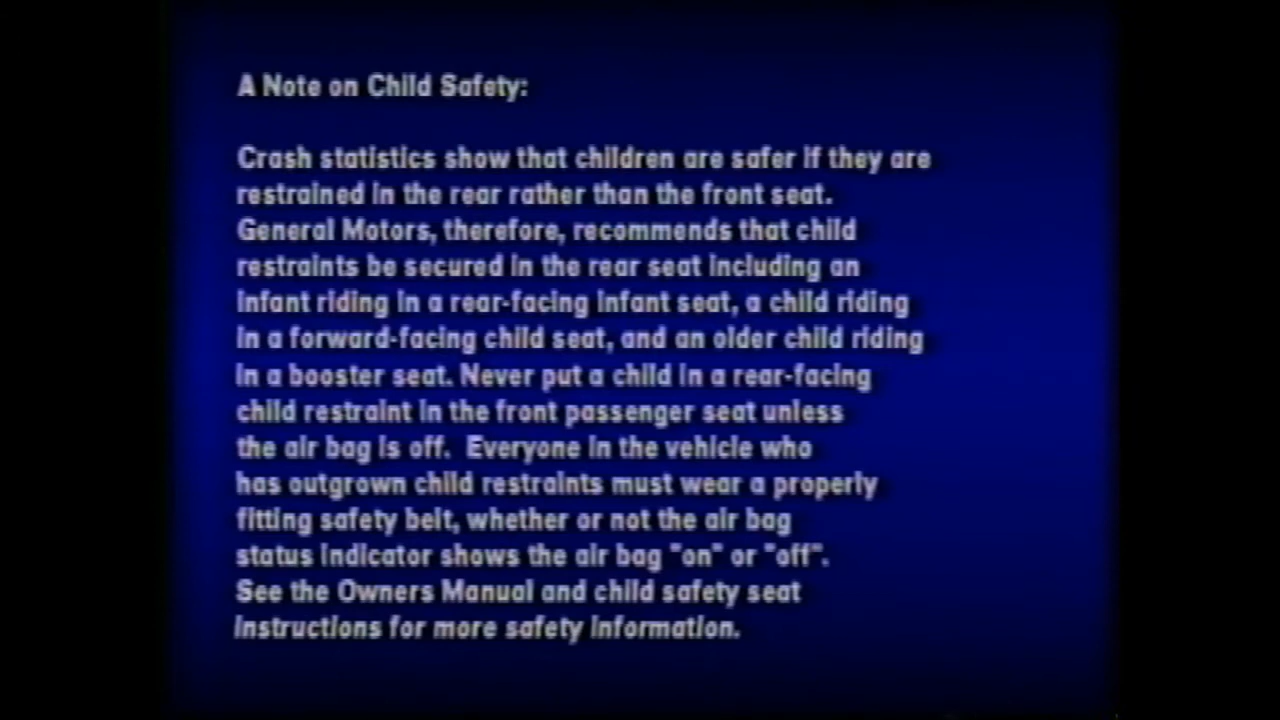 A Note on Child Safety:
Crash statistics show that children are safer if they are
restrained in the rear rather than the front seat.
General Motors, therefore, recommends that child
restraints be secured in the rear seat including an
infant riding in a rear-facing infant seat, a child riding
in a forward-facing child seat, and an older child riding
in a booster seat. Never put a child in a rear-facing
child restraint in the front passenger seat unless
the air bag is off.  Everyone in the vehicle who
has outgrown child restraints must wear a properly
fitting safety belt, whether or not the air bag
status indicator shows the air bag "on" or "off".
See the Owners Manual and child safety seat
instructions for more safety information.